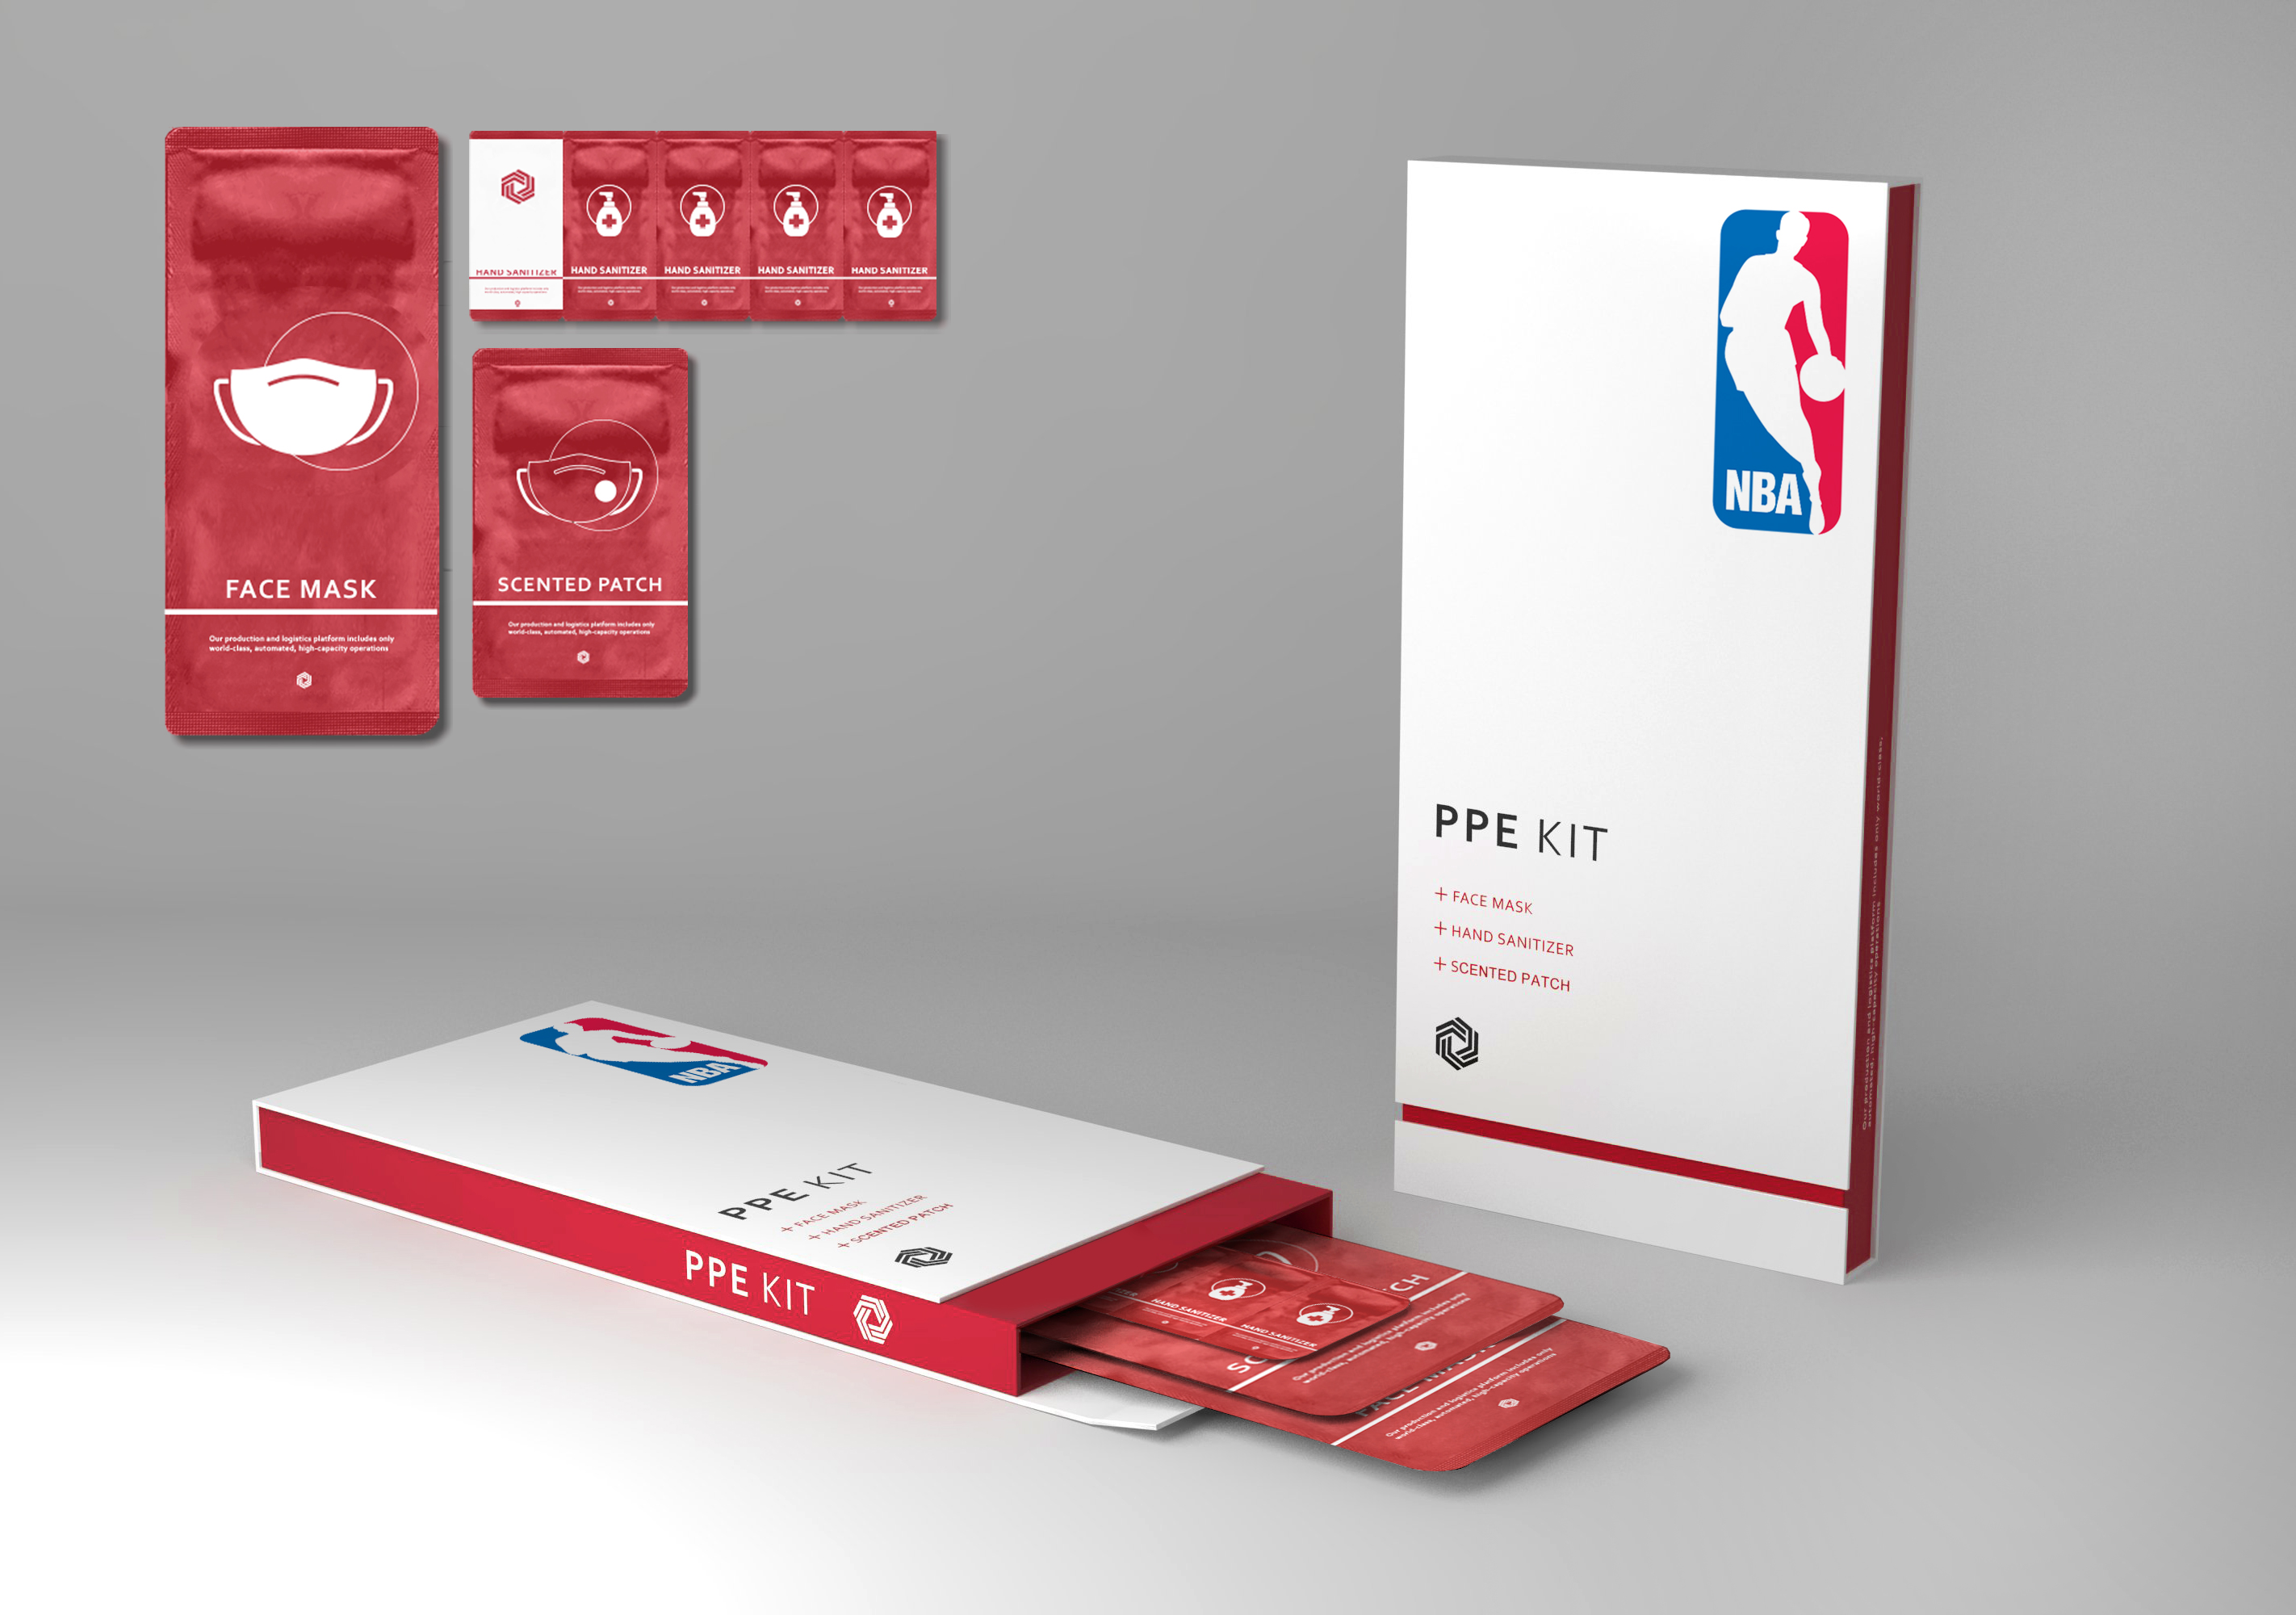 HAND SANITIZER
HAND SANITIZER
HAND SANITIZER
HAND SANITIZER
HAND SANITIZER
FACE MASK
Our production and logistics platform includes only
world-class, automated, high-capacity operations
SCENTED PATCH
Our production and logistics platform includes only
world-class, automated, high-capacity operations
NBA
PPE KIT
+ FACE MASK
+ HAND SANITIZER
+ SCENTED PATCH
Our production and logistics platform includes only world-class,
automated, high-capacity operations
NBA
PPE KIT
+ FACE MASK
+ HAND SANITIZER
+ SCENTED PATCH
PPE KIT
HAND SANITIZER
HAND SANITIZER
CH
Our production and logistics platform includes only
world-class, automated, high-capacity operations
FACE MASK
Our production and logistics platform includes only
world-class, automated, high-capacity operations